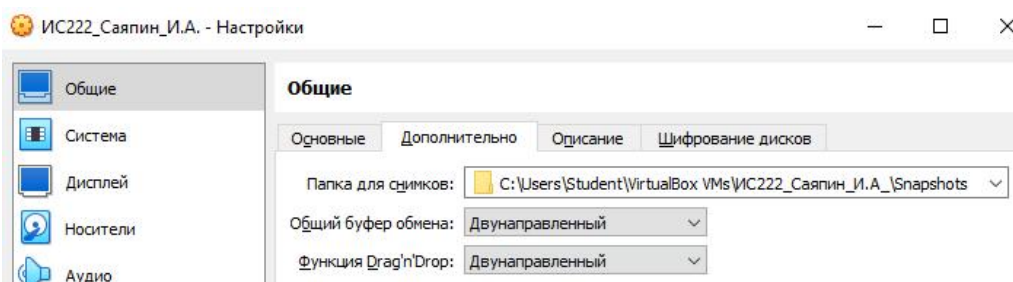 ИС222_Саяпин_И.А. - Настройки
Общие
Система
Дисплей
Носители
Аудио
Общие
Основные Дополнительно Описание Шифрование дисков
Папка для снимков: C:\Users\Student\VirtualBox VMs\ИС222_Саяпин_И.А_\Snapshots
Общий буфер обмена: Двунаправленный
Функция Drag'n'Drop: Двунаправленный